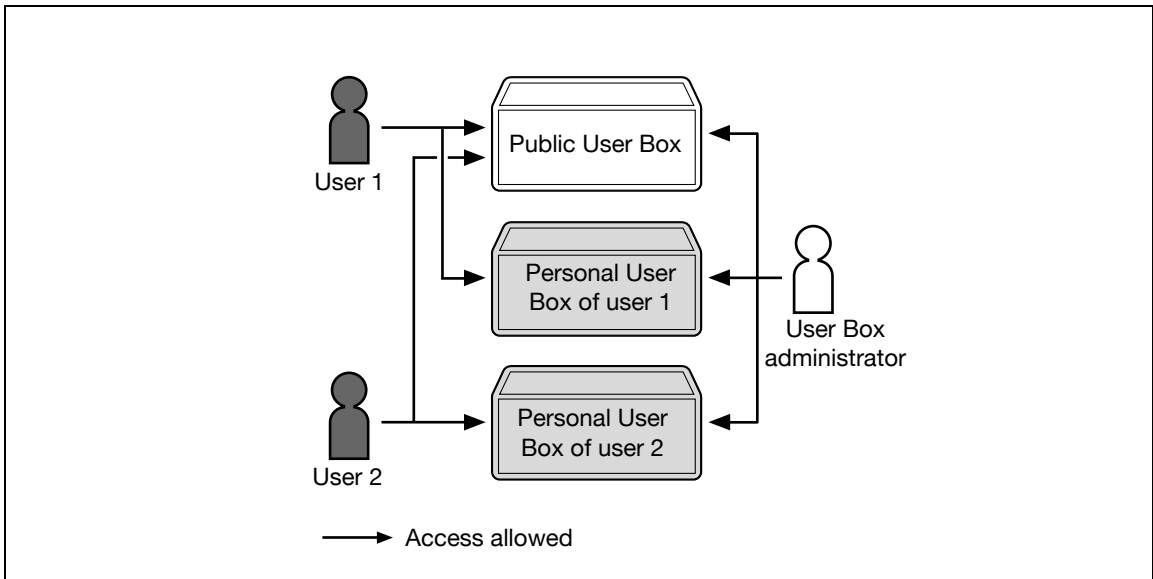 Public User Box
User 1
Personal User
Box of user 1
User Box
administrator
Personal User
Box of user 2
User 2
Access allowed